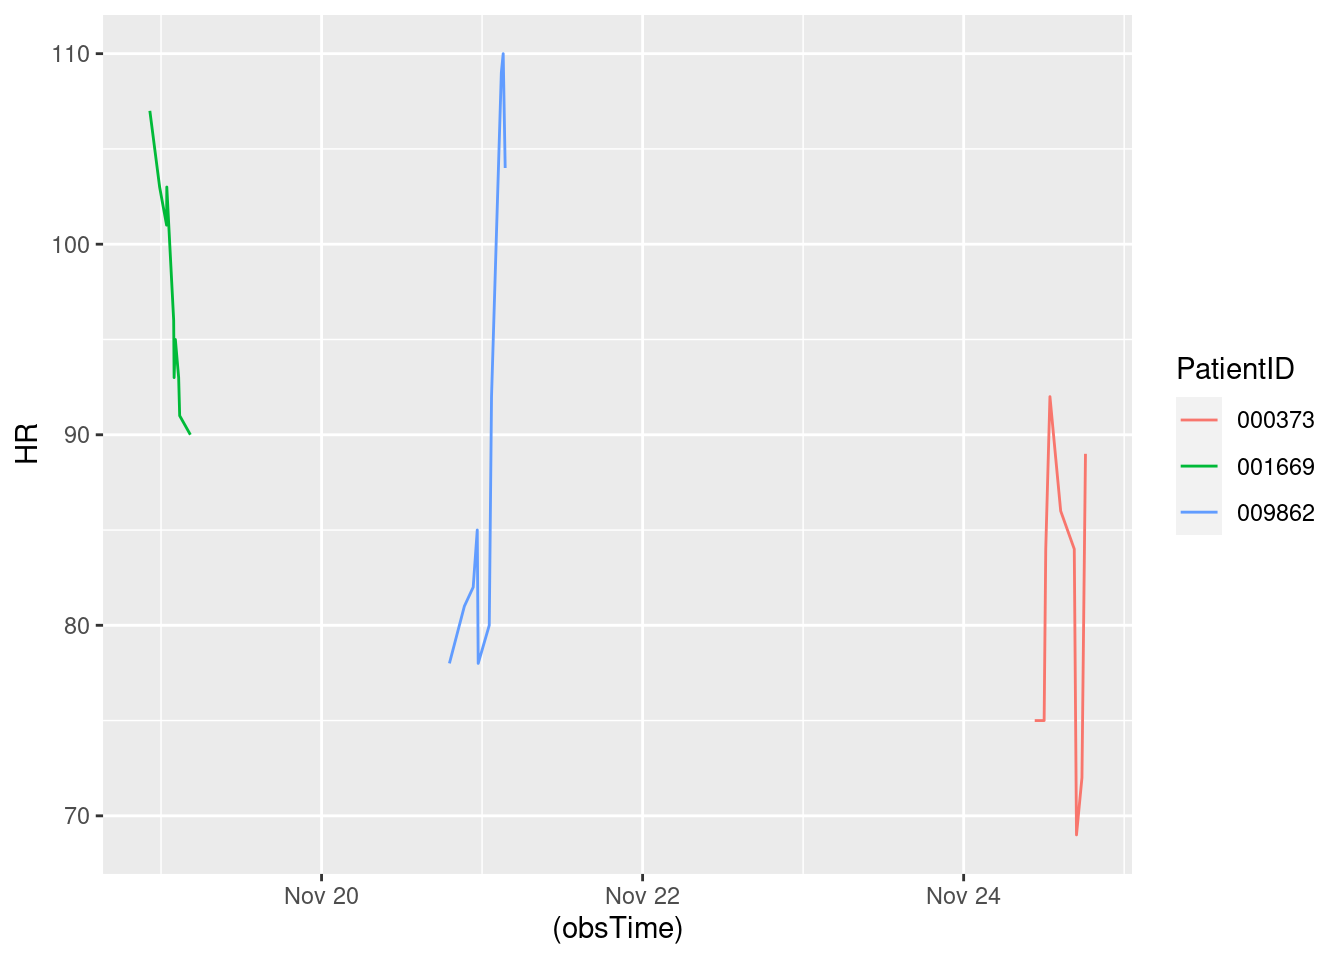 110
100
90
80
70
HR
Nov 20
Nov 22
Nov 24
(obsTime)
PatientID
000373
001669
009862